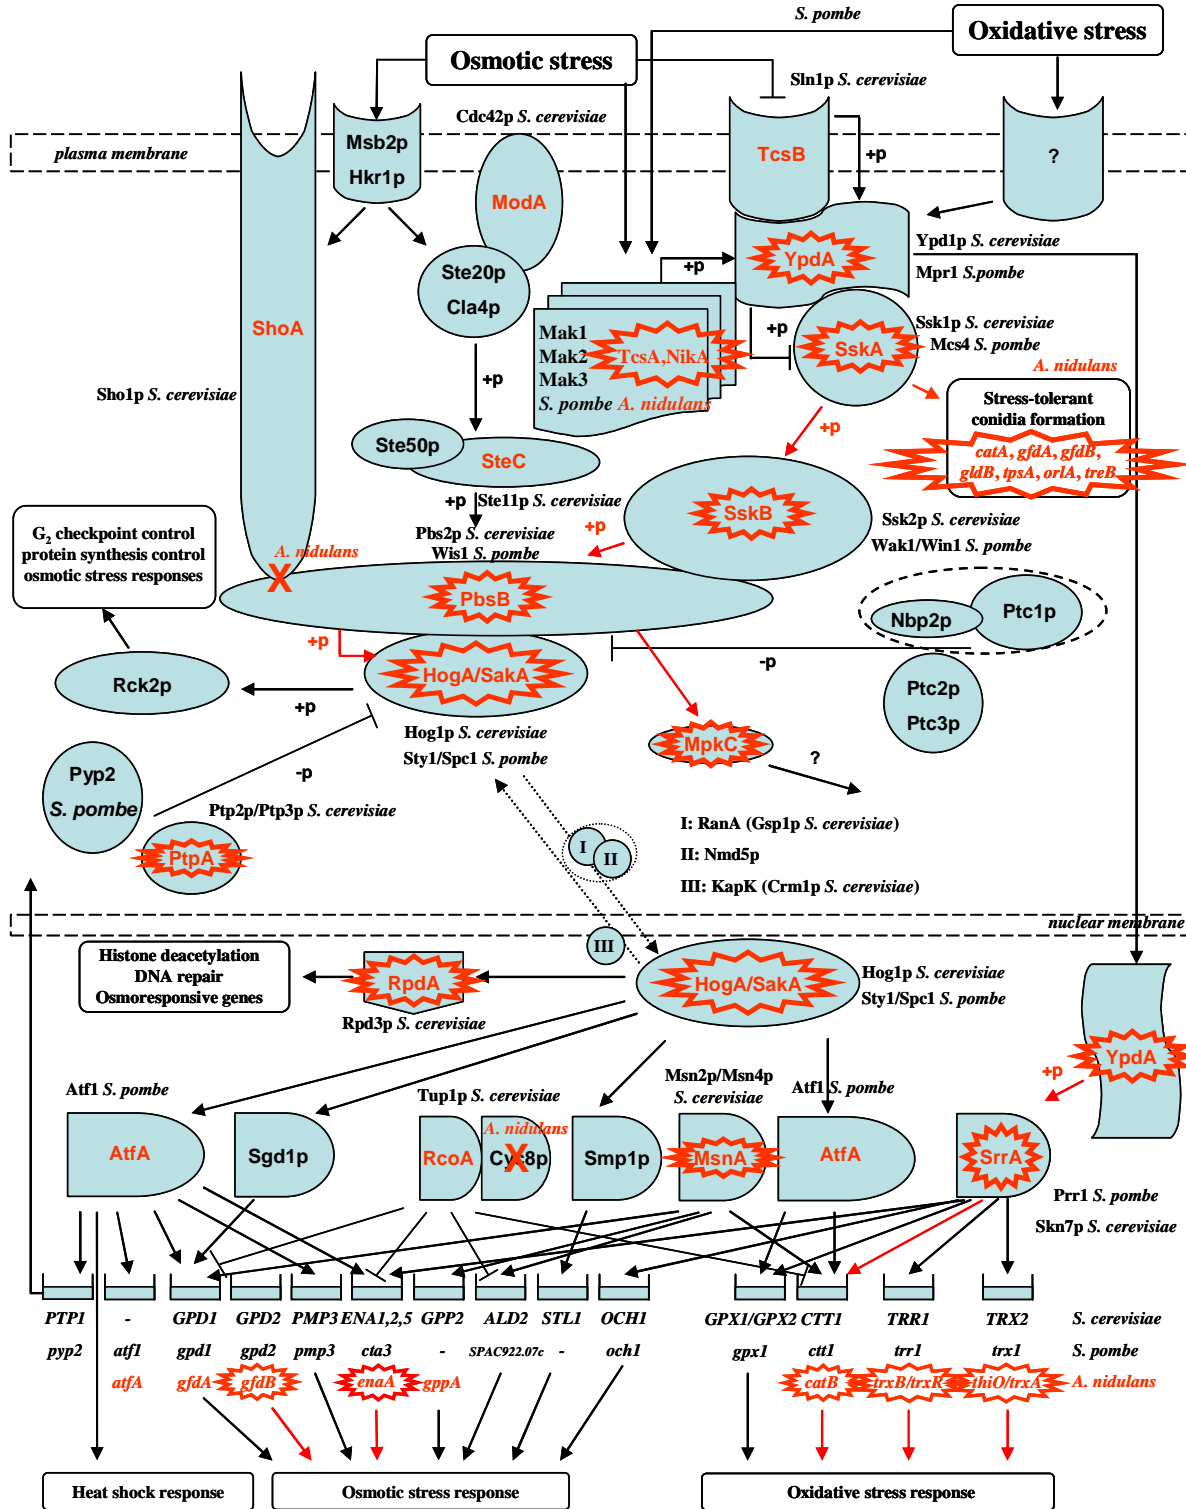 S. pombe
Oxidative stress
Osmotic stress
Sln1p S. cerevisiae
Cdc42p S. cerevisiae
plasma membrane
Msb2p
Hkr1p
TcsB
+p
?
ModA
Ypd1p S. cerevisiae
Mpr1 S.pombe
YpdA
+p
Ste20p
Cla4p
ShoA
Mak1
Mak2
Mak3
TcsA,NikA
S. pombe A. nidulans
+p
SskA
Ssk1p S. cerevisiae
Mcs4 S. pombe
A. nidulans
+p
Sho1p S. cerevisiae
Stress-tolerant
conidia formation
catA, gfdA, gfdB,
gldB, tpsA, orlA, treB
+p
Ste50p
SteC
+p
Ste11p S. cerevisiae
SskB
Ssk2p S. cerevisiae
Wak1/Win1 S. pombe
G2 checkpoint control
protein synthesis control
osmotic stress responses
+p
Pbs2p S. cerevisiae
Wis1 S. pombe
A. nidulans
X
PbsB
Nbp2p
Ptc1p
+p
-p
HogA/SakA
Rck2p
+p
Ptc2p
Ptc3p
Hog1p S. cerevisiae
Sty1/Spc1 S. pombe
MpkC
?
Pyp2
S. pombe
-p
Ptp2p/Ptp3p S. cerevisiae
PtpA
I: RanA (Gsp1p S. cerevisiae)
I
II
II: Nmd5p
III: KapK (Crm1p S. cerevisiae)
nuclear membrane
III
Histone deacetylation
DNA repair
Osmoresponsive genes
RpdA
Rpd3p S. cerevisiae
HogA/SakA
Hog1p S. cerevisiae
Sty1/Spc1 S. pombe
YpdA
+p
Atf1 S. pombe
Tup1p S. cerevisiae
Msn2p/Msn4p
S. cerevisiae
Atf1 S. pombe
A. nidulans
AtfA
Sgd1p
RcoA
Cyc8p
X
Smp1p
MsnA
AtfA
SrrA
Prr1 S. pombe
Skn7p S. cerevisiae
PTP1 - GPD1 GPD2 PMP3 ENA1,2,5 GPP2 ALD2 STL1 OCH1 GPX1/GPX2 CTT1 TRR1 TRX2 S. cerevisiae
pyp2 atf1 gpd1 gpd2 pmp3 cta3 - SPAC922.07c - och1 gpx1 ctt1 trr1 trx1 S. pombe
atfA gfdA gfdB enaA gppA catB trxB/trxR thiO/trxA A. nidulans
Heat shock response
Osmotic stress response
Oxidative stress response